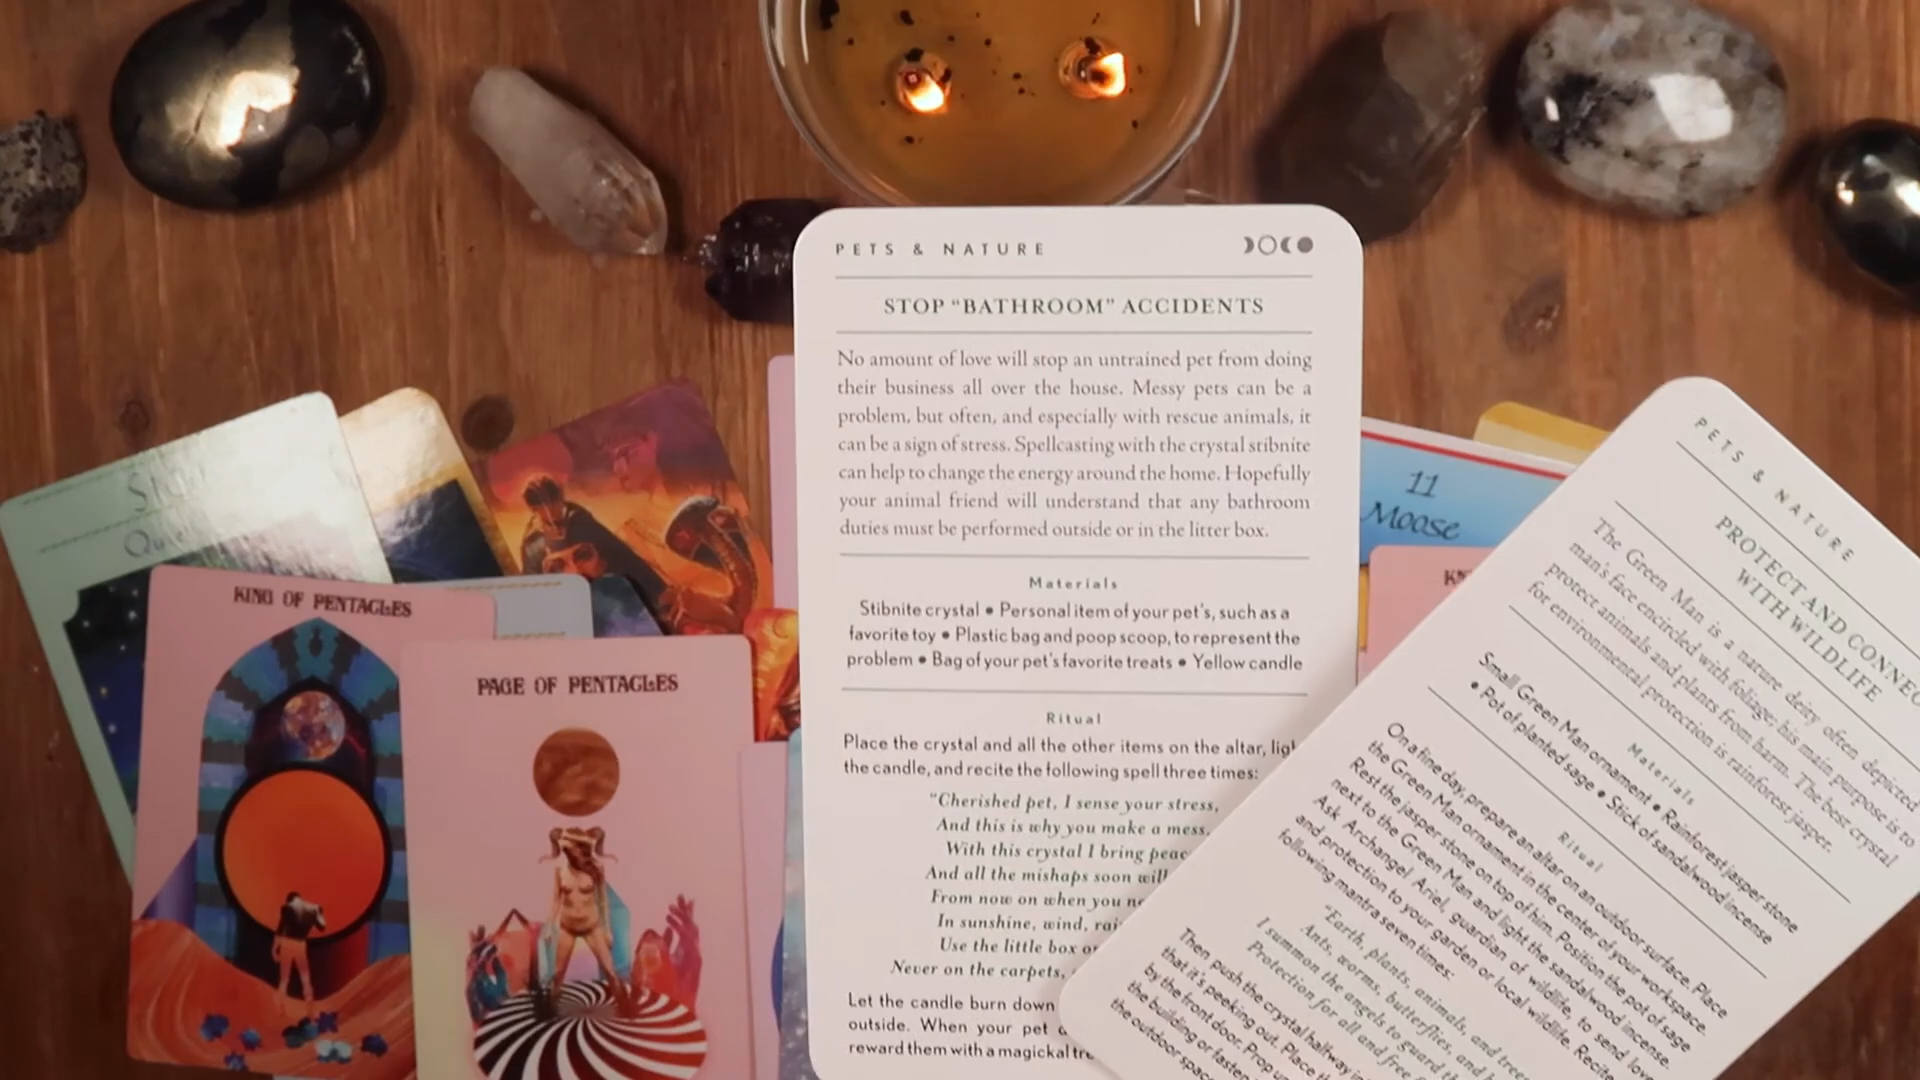 PETS & NATURE
STOP “BATHROOM” ACCIDENTS
No amount of love will stop an untrained pet from doing
their business all over the house. Messy pets can be a
problem, but often, and especially with rescue animals, it
can be a sign of stress. Spellcasting with the crystal stibnite
can help to change the energy around the home. Hopefully
your animal friend will understand that any bathroom
duties must be performed outside or in the litter box.
Materials
Stibnite crystal • Personal item of your pet's, such as a
favorite toy • Plastic bag and poop scoop, to represent the
problem • Bag of your pet's favorite treats • Yellow candle
Ritual
Place the crystal and all the other items on the altar,
the candle, and recite the following spell three times:
“Cherished pet, I sense your stress,
And this is why you make a mess.
With this crystal I bring
And all the mishaps soon will
From now on when you
In sunshine, wind,
Use the little box
Never on the carpets,
Let the candle burn down
outside. When your pet
reward them with a magickal
PETS & NATURE
PROTECT AND
WITH WILDLIFE
The Green Man is a nature deity often depicted
man's face encircled with foliage; his main purpose is to
protect animals and plants from harm. The best crystal
for environmental protection is rainforest jasper.
Materials
Small Green Man ornament • Rainforest jasper stone
• Pot of planted sage • Stick of sandalwood incense
Ritual
On a fine day, prepare an altar on an outdoor surface. Place
the Green Man ornament in the center of your workspace.
Rest the jasper stone on top of him. Position the pot of sage
next to the Green Man and light the sandalwood incense.
Ask Archangel Ariel, guardian of wildlife, to send love
and protection to your garden or local wildlife. Recite
following mantra seven times:
“Earth, plants, animals, and trees
Ants, worms, butterflies, and
I summon the angels to guard
Protection for all and free
Then push the crystal halfway
that it's peeking out. Place
by the front door. Prop
the building or fasten
the outdoor
11
Moose
KING OF PENTACLES
PAGE OF PENTACLES